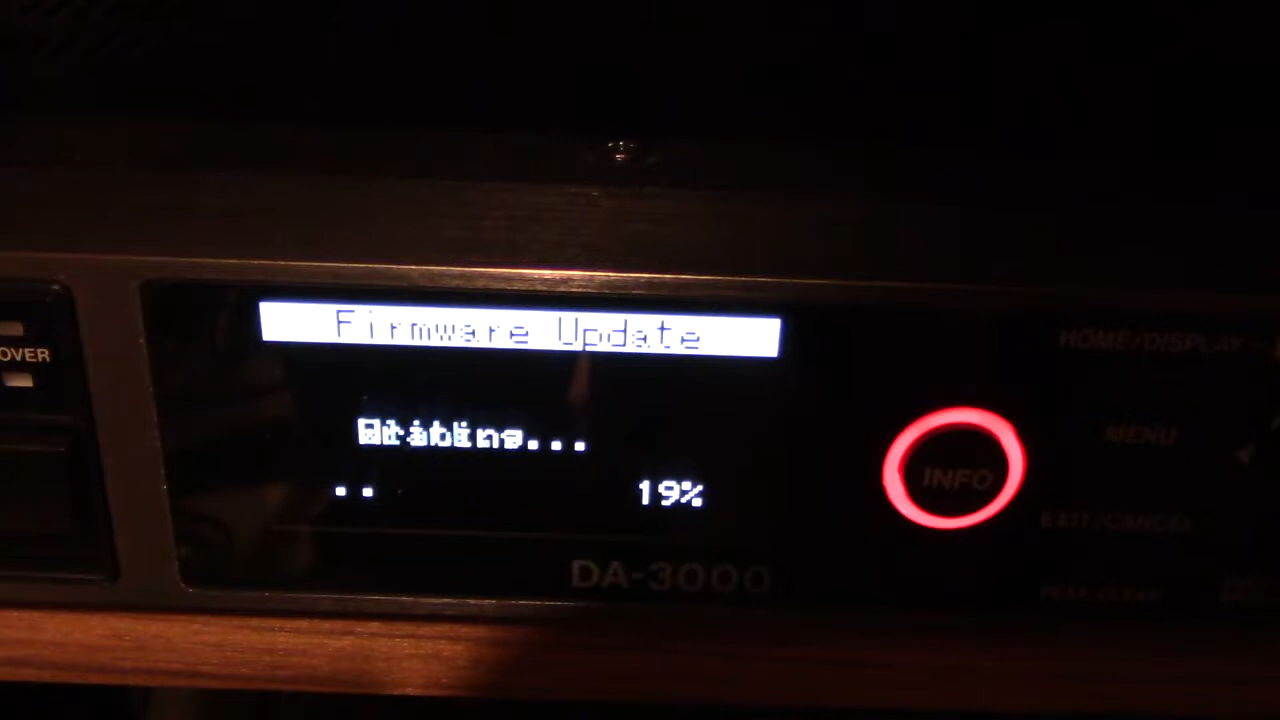 Firmware Update
OVER
19%
DA-3000
HOME/DISPLAY
MENU
INFO
EXIT/CANCEL